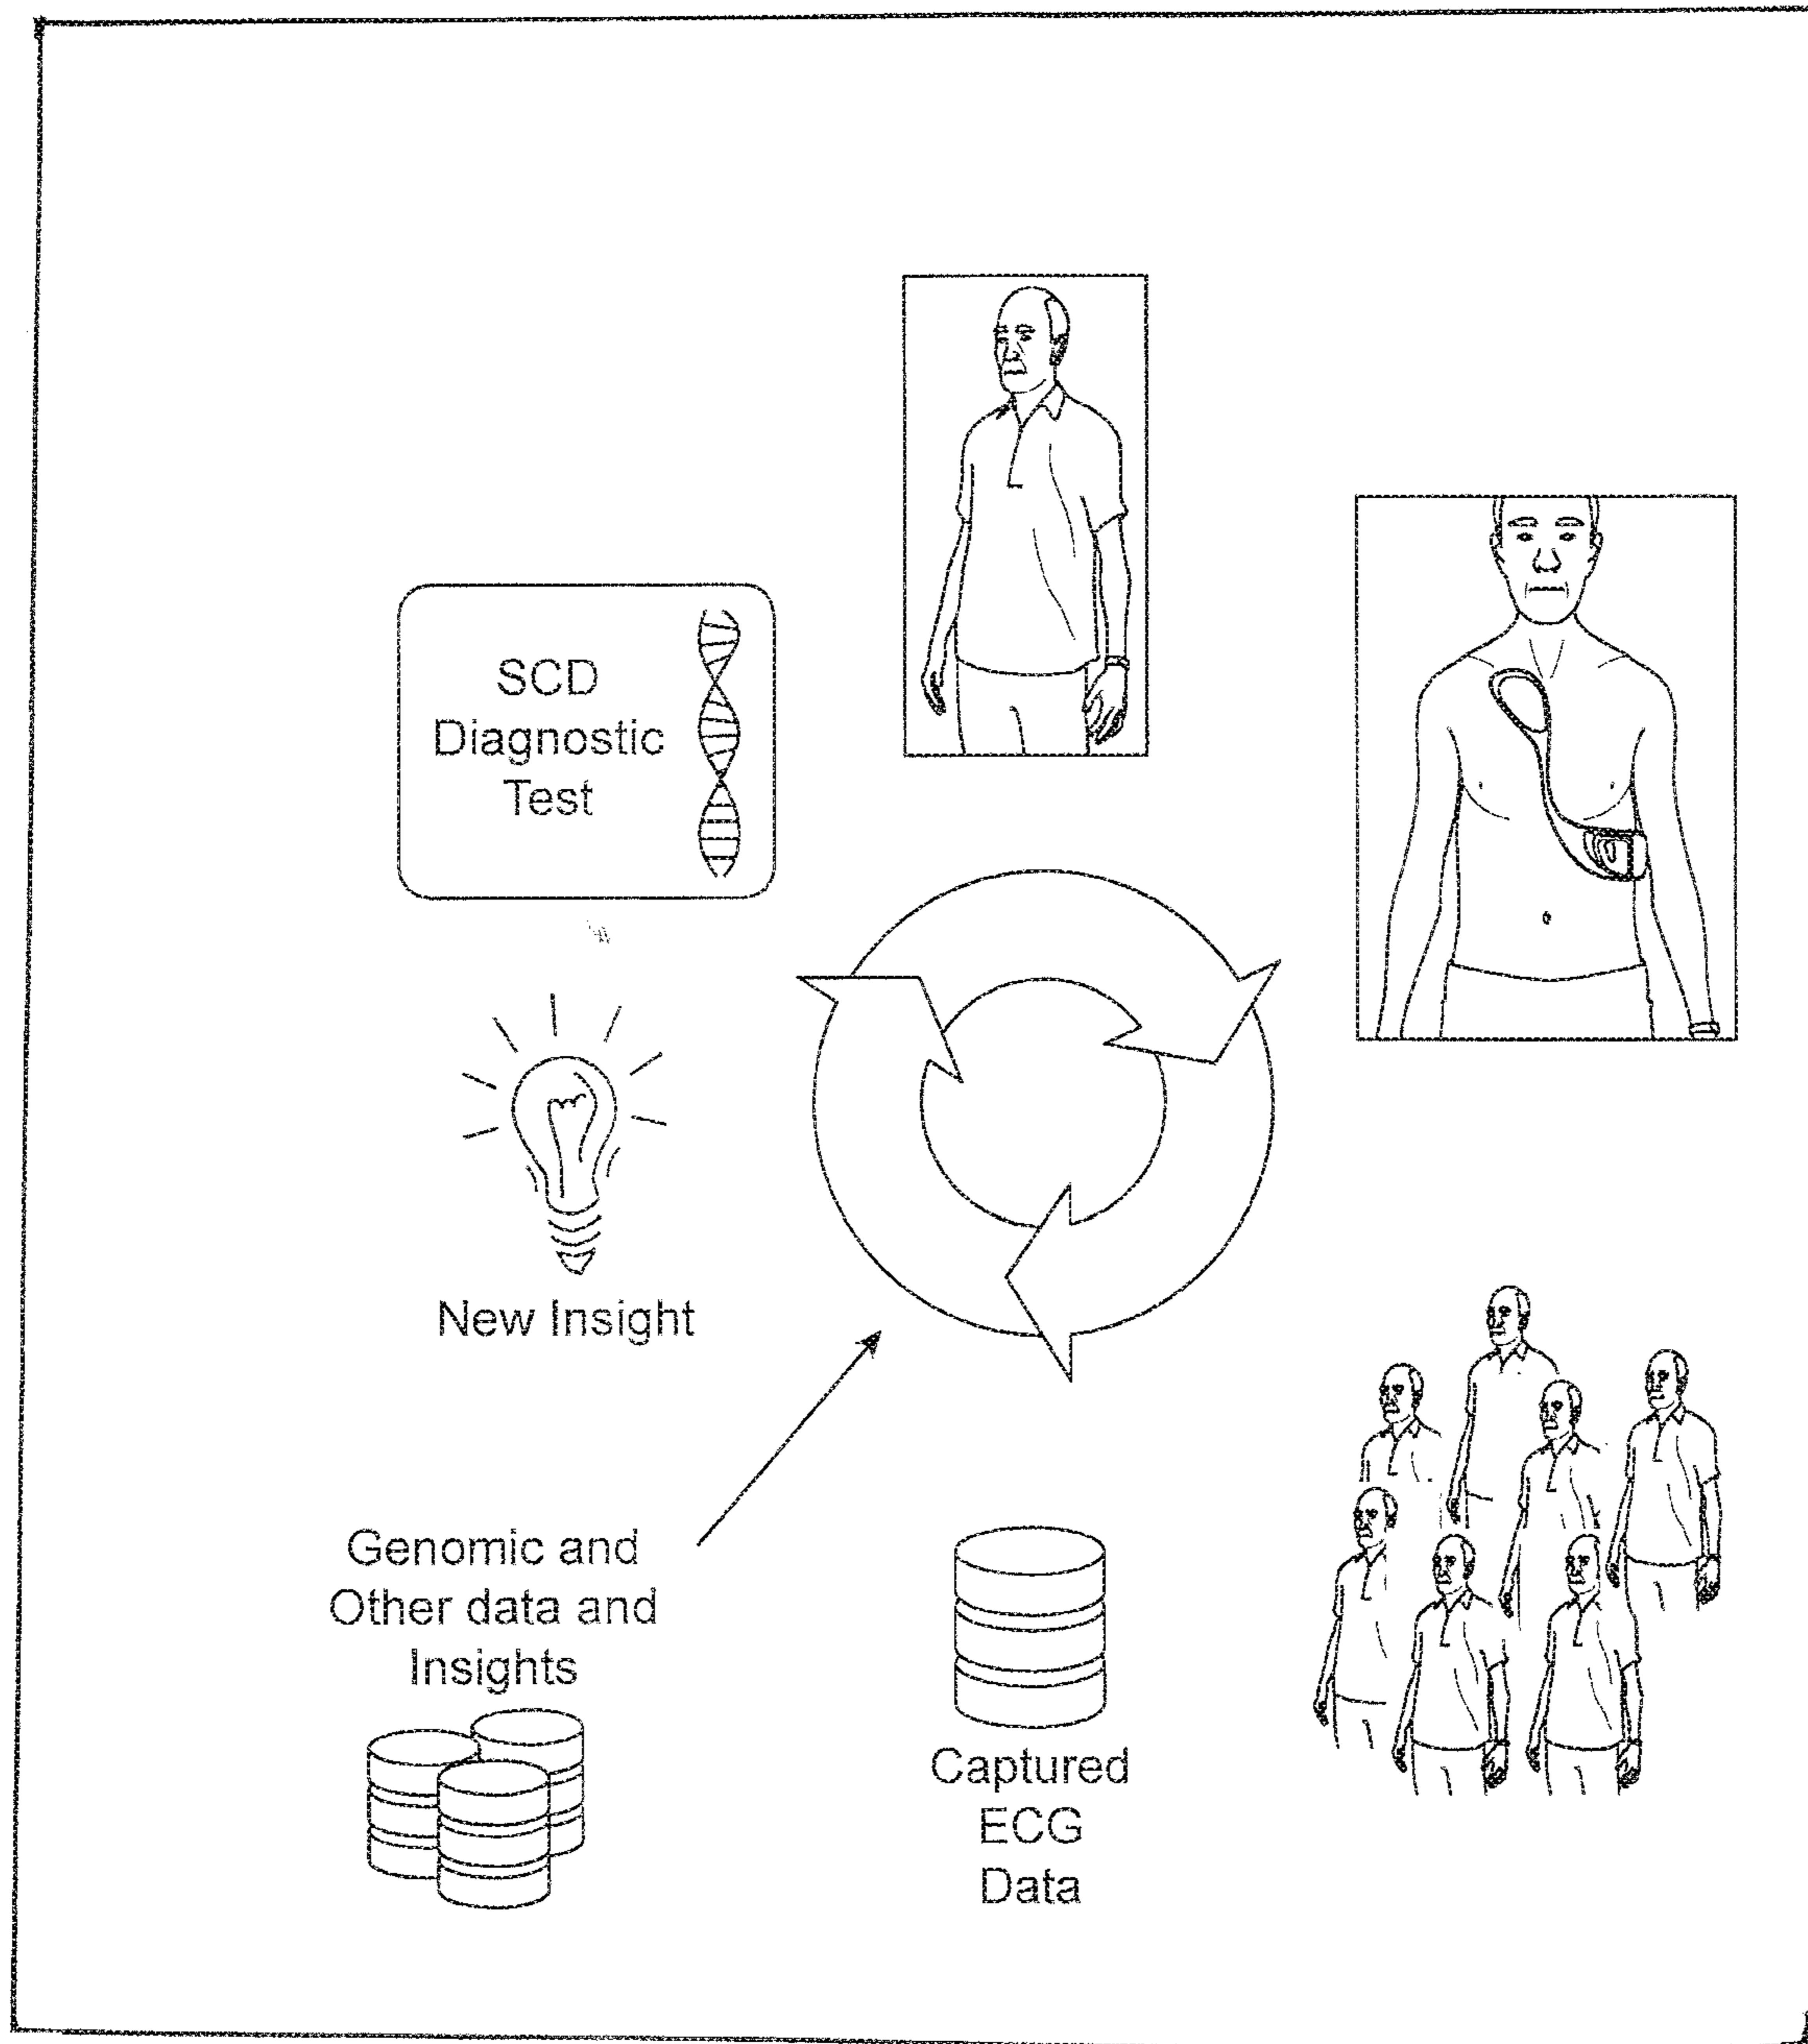 SCD
Diagnostic
Test
New Insight
Genomic and
Other data and
Insights
Captured
ECG
Data